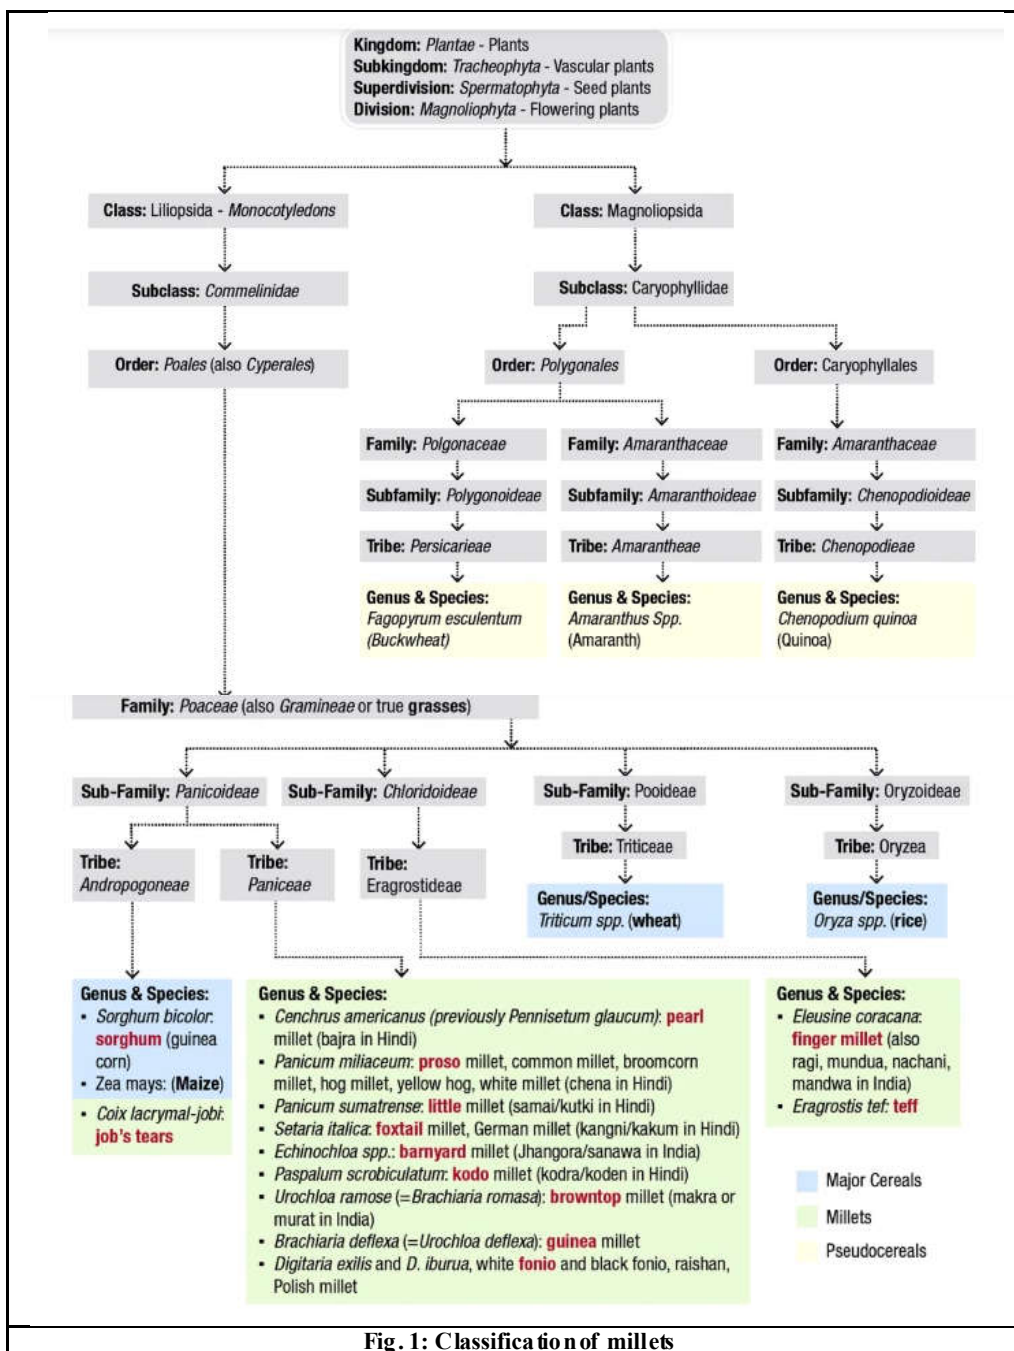 Kingdom: Plantae - Plants
Subkingdom: Tracheophyta - Vascular plants
Superdivision: Spermatophyta - Seed plants
Division: Magnoliophyta - Flowering plants
Class: Liliopsida - Monocotyledons
Class: Magnoliopsida
Subclass: Commelinidae
Subclass: Caryophyllidae
Order: Poales (also Cyperales)
Order: Polygonales
Order: Caryophyllales
Family: Polgonaceae
Family: Amaranthaceae
Family: Amaranthaceae
Subfamily: Polygonoideae
Subfamily: Amaranthoideae
Subfamily: Chenopodioideae
Tribe: Persicarieae
Tribe: Amarantheae
Tribe: Chenopodieae
Genus & Species:
Fagopyrum esculentum
(Buckwheat)
Genus & Species:
Amaranthus Spp.
(Amaranth)
Genus & Species:
Chenopodium quinoa
(Quinoa)
Family: Poaceae (also Gramineae or true grasses)
Sub-Family: Panicoideae
Sub-Family: Chloridoideae
Sub-Family: Pooideae
Sub-Family: Oryzoideae
Tribe:
Andropogoneae
Tribe:
Paniceae
Tribe:
Eragrostideae
Tribe: Triticeae
Tribe: Oryzea
Genus/Species:
Triticum spp. (wheat)
Genus/Species:
Oryza spp. (rice)
Genus & Species:
▪ Sorghum bicolor:
sorghum (guinea
corn)
▪ Zea mays: (Maize)
▪ Coix lacrymal-jobi:
job's tears
Genus & Species:
▪ Cenchrus americanus (previously Pennisetum glaucum): pearl
millet (bajra in Hindi)
▪ Panicum miliaceum: proso millet, common millet, broomcorn
millet, hog millet, yellow hog, white millet (chena in Hindi)
▪ Panicum sumatrense: little millet (samai/kutki in Hindi)
▪ Setaria italica: foxtail millet, German millet (kangni/kakum in Hindi)
▪ Echinochloa spp.: barnyard millet (Jhangora/sanawa in India)
▪ Paspalum scrobiculatum: kodo millet (kodra/koden in Hindi)
▪ Urochloa ramose (=Brachiaria romasa): browntop millet (makra or
murat in India)
▪ Brachiaria deflexa (=Urochloa deflexa): guinea millet
▪ Digitaria exilis and D. iburua, white fonio and black fonio, raishan,
Polish millet
Genus & Species:
▪ Eleusine coracana:
finger millet (also
ragi, mundua, nachani,
mandwa in India)
▪ Eragrostis tef: teff
Major Cereals
Millets
Pseudocereals
Fig. 1: Classification of millets